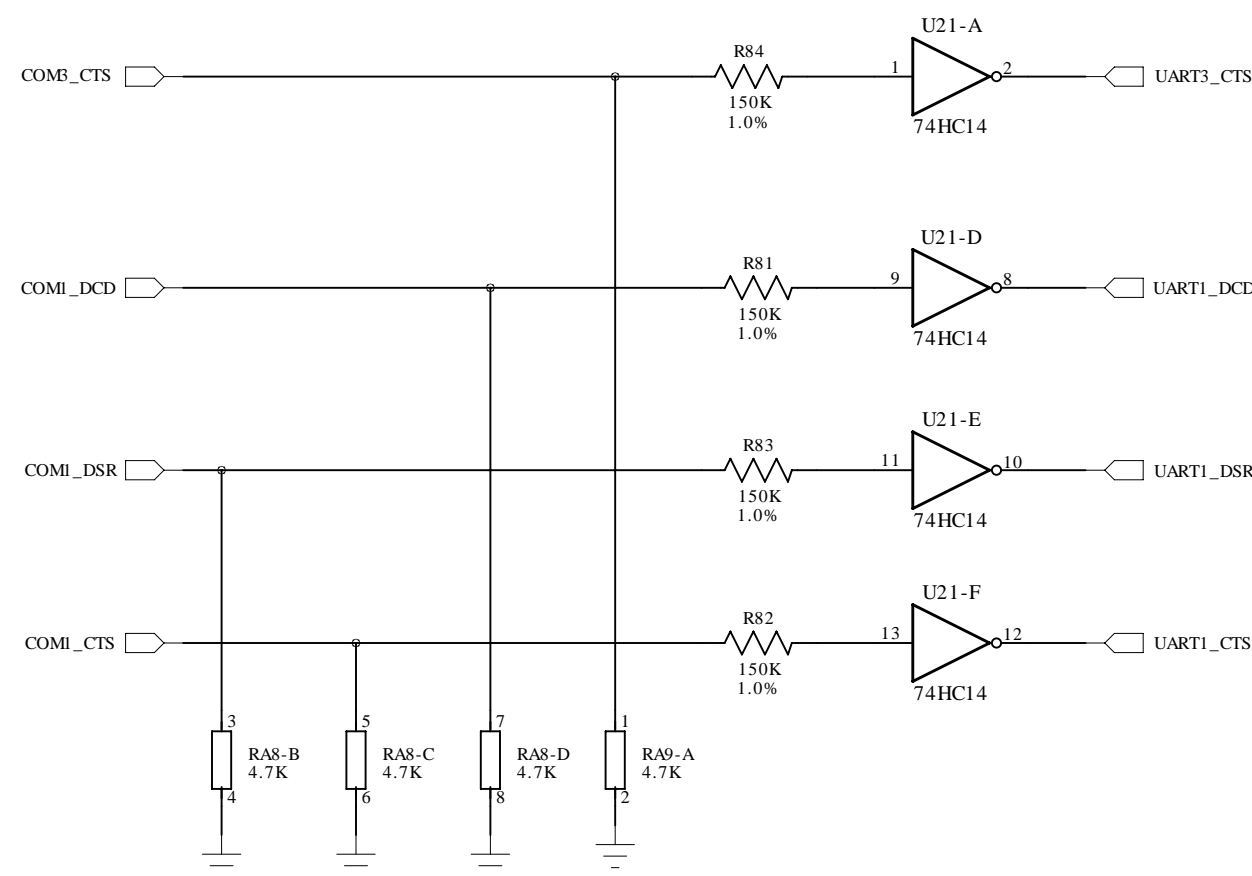 U21-A
COM3_CTS
R84
150K
1.0%
1
2
74HC14
UART3_CTS
U21-D
COM1_DCD
R81
150K
1.0%
9
8
74HC14
UART1_DCD
U21-E
COM1_DSR
R83
150K
1.0%
11
10
74HC14
UART1_DSR
U21-F
COM1_CTS
R82
150K
1.0%
13
12
74HC14
UART1_CTS
3
RA8-B
4.7K
4
5
RA8-C
4.7K
6
7
RA8-D
4.7K
8
1
RA9-A
4.7K
2